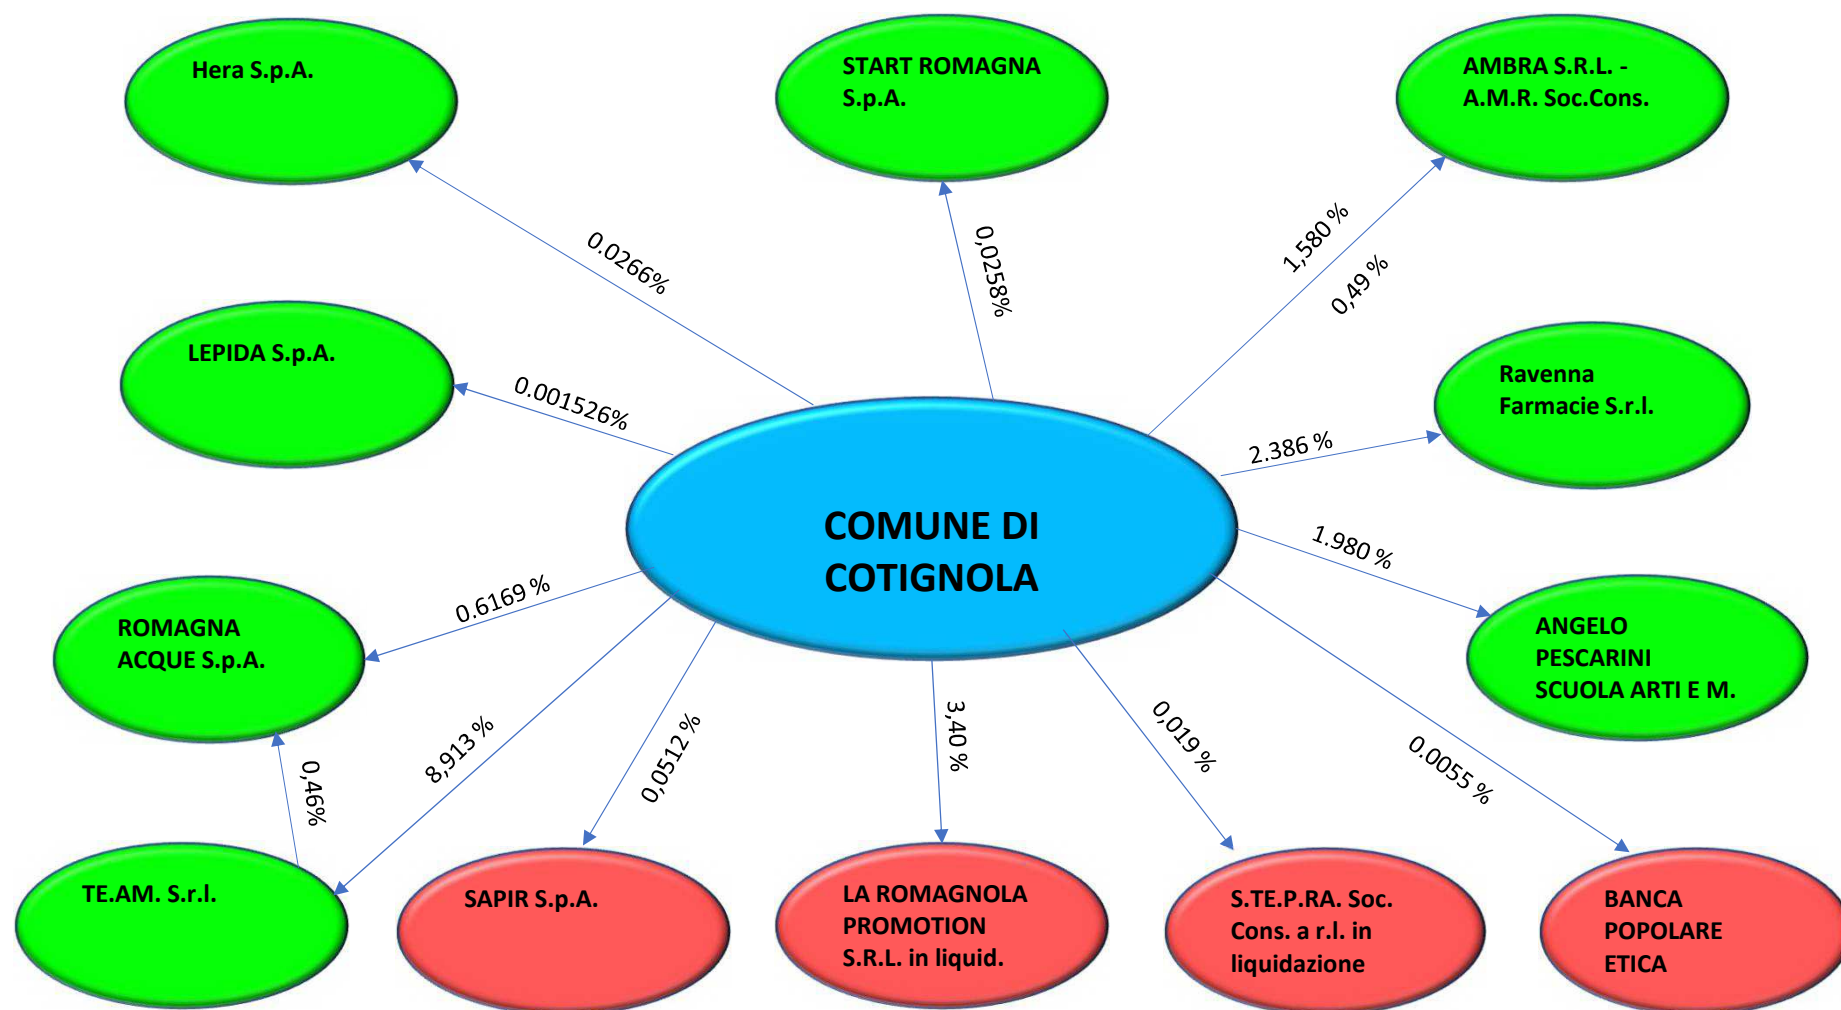 Hera S.p.A.
START ROMAGNA
S.p.A.
AMBRA S.R.L. -
A.M.R. Soc.Cons.
0.0266%
0,0258%
1,580 %
0,49 %
LEPIDA S.p.A.
0.001526%
Ravenna
Farmacie S.r.l.
2.386 %
COMUNE DI
COTIGNOLA
1.980 %
ROMAGNA
ACQUE S.p.A.
0.6169 %
ANGELO
PESCARINI
SCUOLA ARTI E M.
0,46%
8,913 %
0,0512 %
3,40 %
0,019 %
0.0055 %
TE.AM. S.r.l.
SAPIR S.p.A.
LA ROMAGNOLA
PROMOTION
S.R.L. in liquid.
S.TE.P.RA. Soc.
Cons. a r.l. in
liquidazione
BANCA
POPOLARE
ETICA